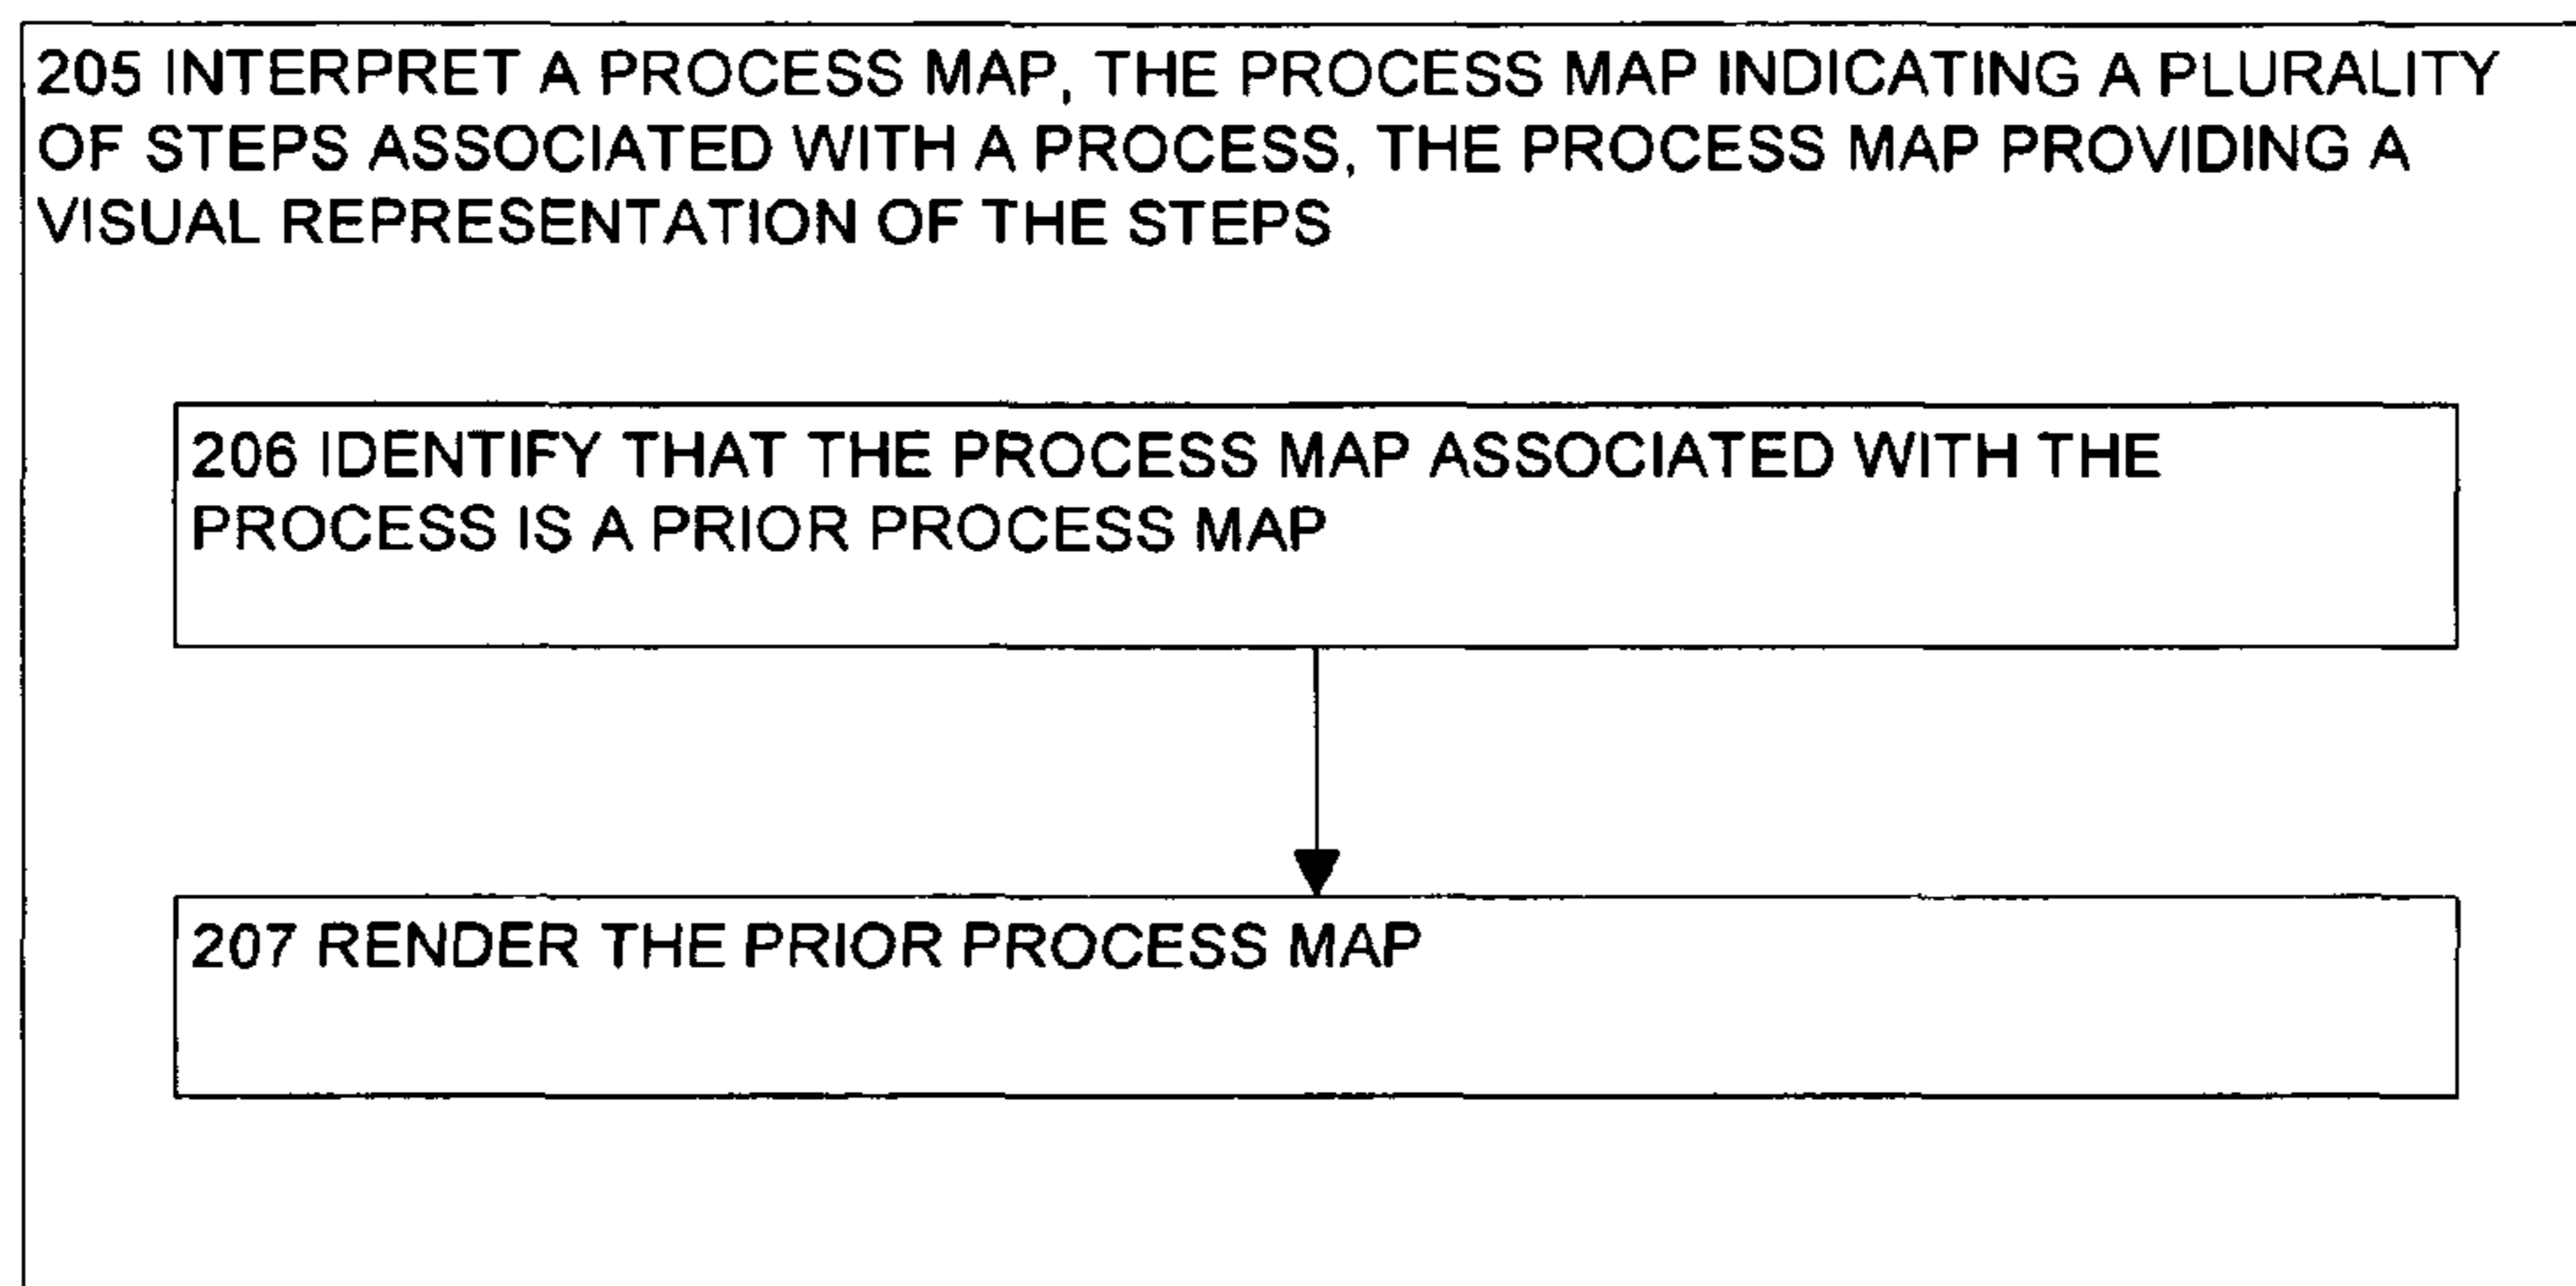 205 INTERPRET A PROCESS MAP, THE PROCESS MAP INDICATING A PLURALITY
OF STEPS ASSOCIATED WITH A PROCESS, THE PROCESS MAP PROVIDING A
VISUAL REPRESENTATION OF THE STEPS
206 IDENTIFY THAT THE PROCESS MAP ASSOCIATED WITH THE
PROCESS IS A PRIOR PROCESS MAP
207 RENDER THE PRIOR PROCESS MAP